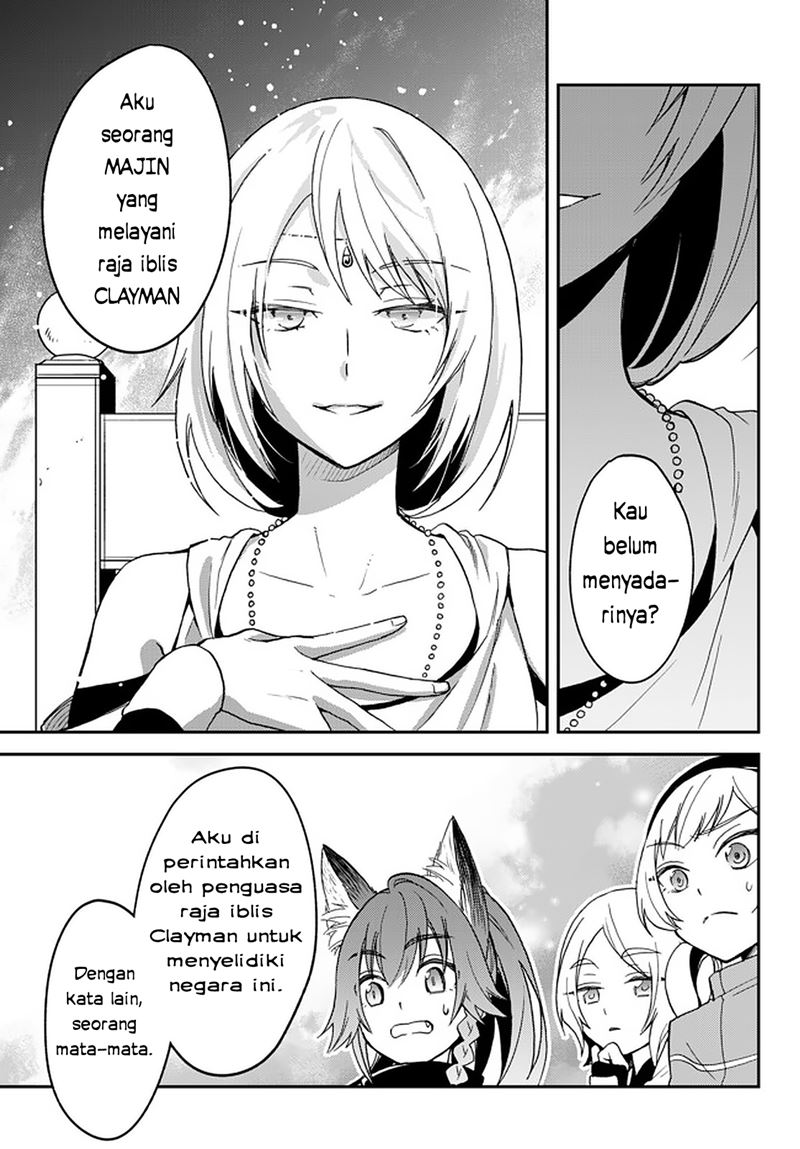 Kau
belum
menyada-
rinya?
Aku
seorang
MAJIN
yang
melayani
raja iblis
CLAYMAN
Aku di
perintahkan
oleh penguasa
raja iblis
Clayman untuk
menyelidiki
negara ini.
Dengan
kata lain,
seorang
mata-mata.